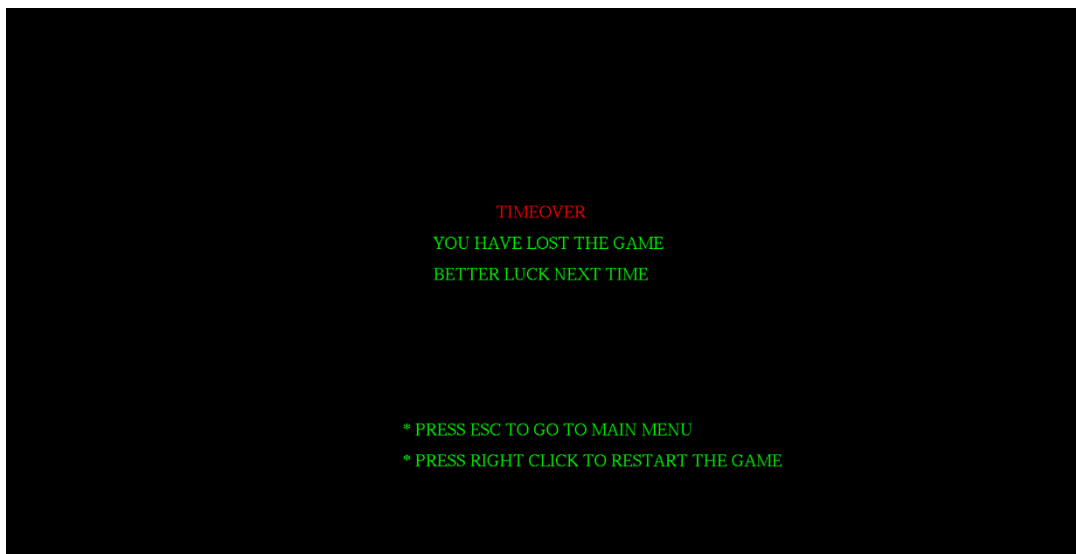 TIMEOVER
YOU HAVE LOST THE GAME
BETTER LUCK NEXT TIME
* PRESS ESC TO GO TO MAIN MENU
* PRESS RIGHT CLICK TO RESTART THE GAME